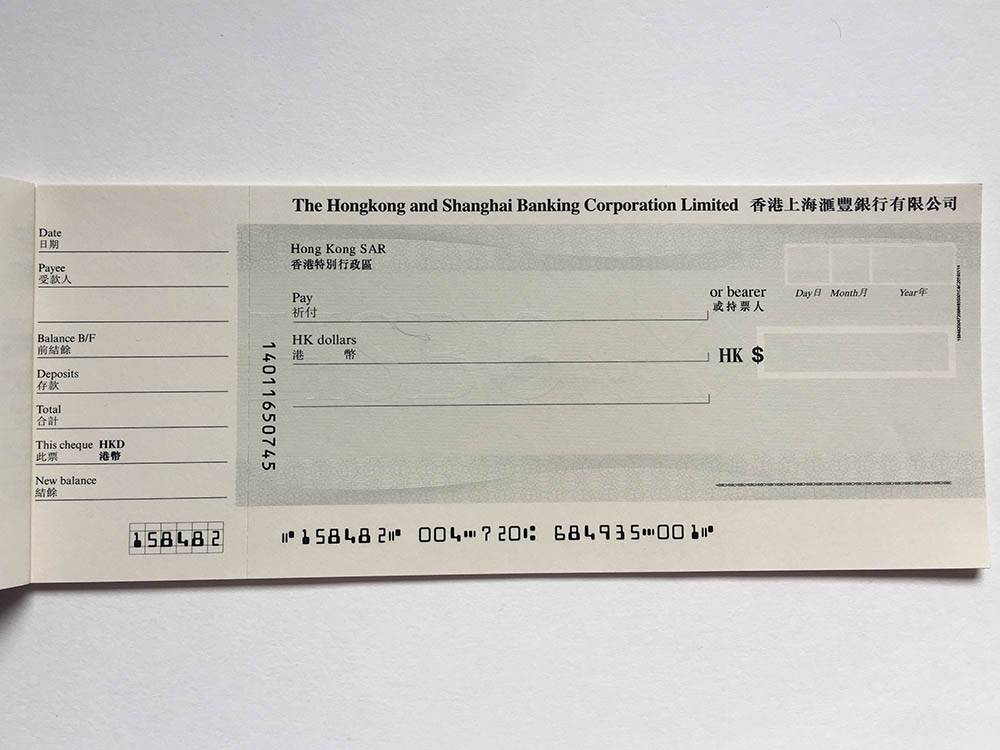 Date
日期
Payee
受款人
Balance B/F
前結餘
Deposits
存款
Total
合計
This cheque HKD
此票 港幣
New balance
結餘
158482
The Hongkong and Shanghai Banking Corporation Limited 香港上海滙豐銀行有限公司
Hong Kong SAR
香港特別行政區
Day日 Month月 Year年
Pay
祈付
or bearer
或持票人
HK dollars
港 幣
HK $
14011650745
⑈158482⑈ 004⑉720⑆ 684935⑉001⑈